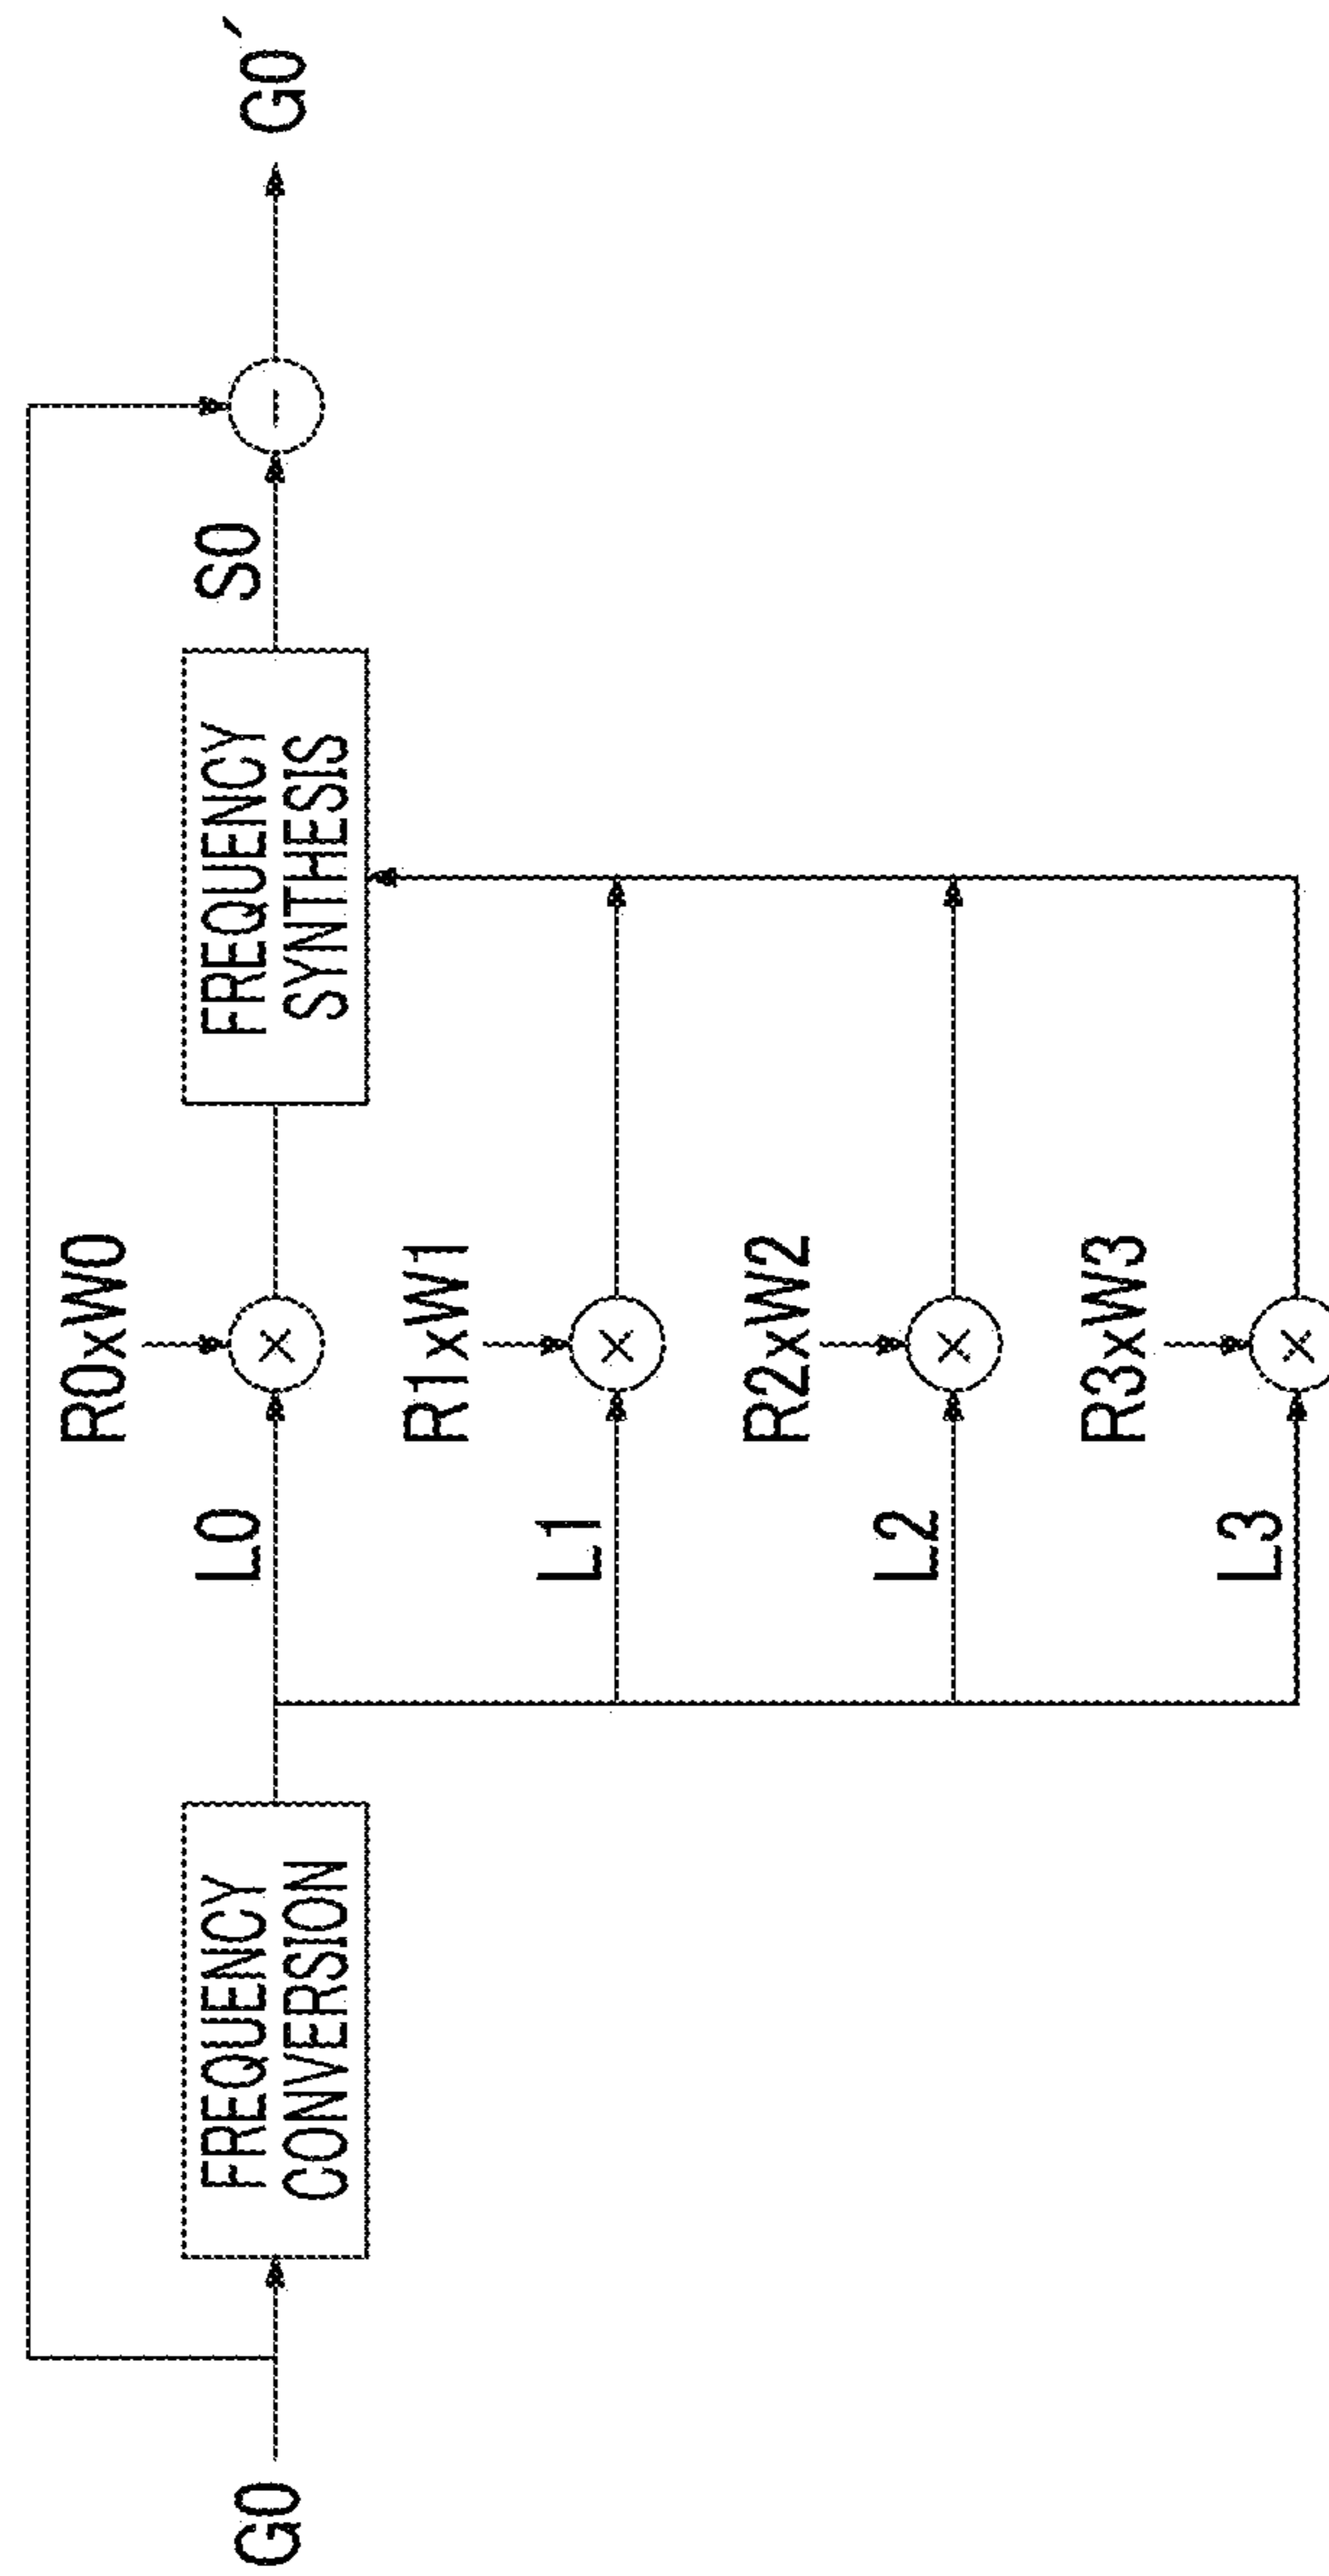 G0
FREQUENCY
CONVERSION
L0
R0xW0
FREQUENCY
SYNTHESIS
S0
−
G0´
L1
R1xW1
×
L2
R2xW2
×
L3
R3xW3
×
×